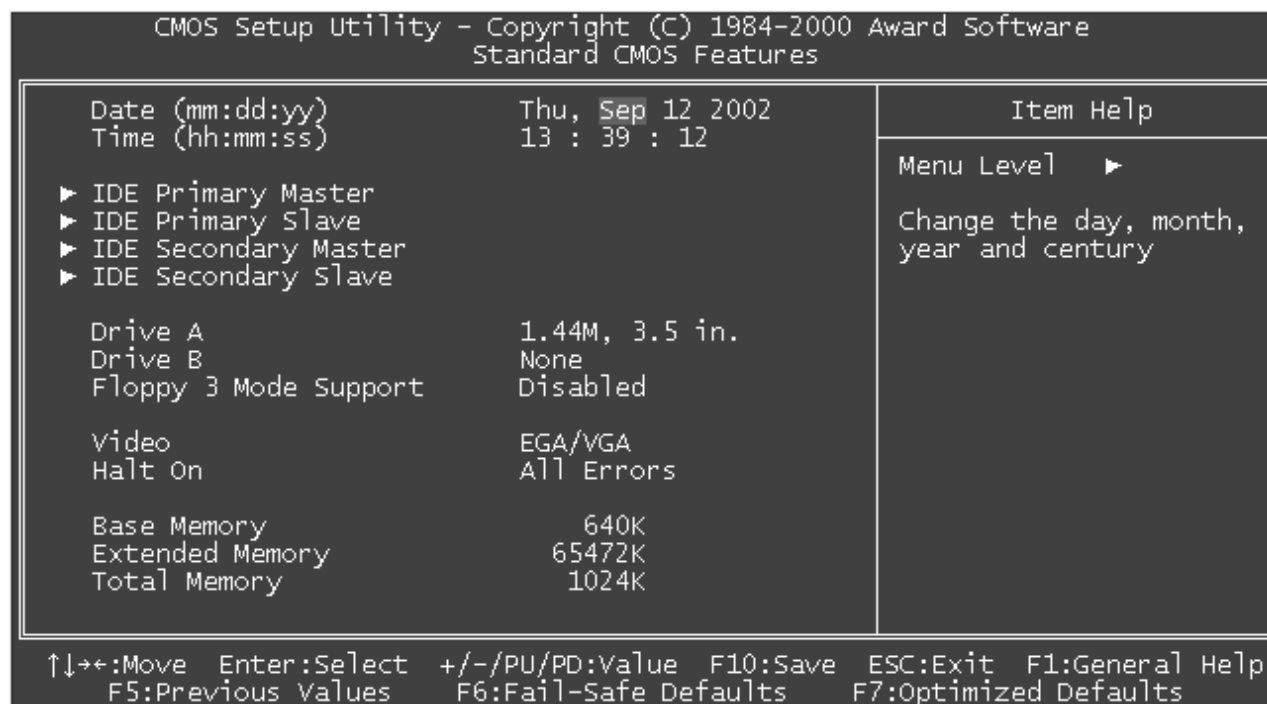 CMOS Setup Utility – Copyright (C) 1984–2000 Award Software
Standard CMOS Features
Date (mm:dd:yy) Thu, Sep 12 2002
Time (hh:mm:ss) 13 : 39 : 12
► IDE Primary Master
► IDE Primary Slave
► IDE Secondary Master
► IDE Secondary Slave
Drive A 1.44M, 3.5 in.
Drive B None
Floppy 3 Mode Support Disabled
Video EGA/VGA
Halt On All Errors
Base Memory 640K
Extended Memory 65472K
Total Memory 1024K
Item Help
Menu Level ►
Change the day, month,
year and century
↑↓→←:Move Enter:Select +/-/PU/PD:Value F10:Save ESC:Exit F1:General Help
F5:Previous Values F6:Fail-Safe Defaults F7:Optimized Defaults